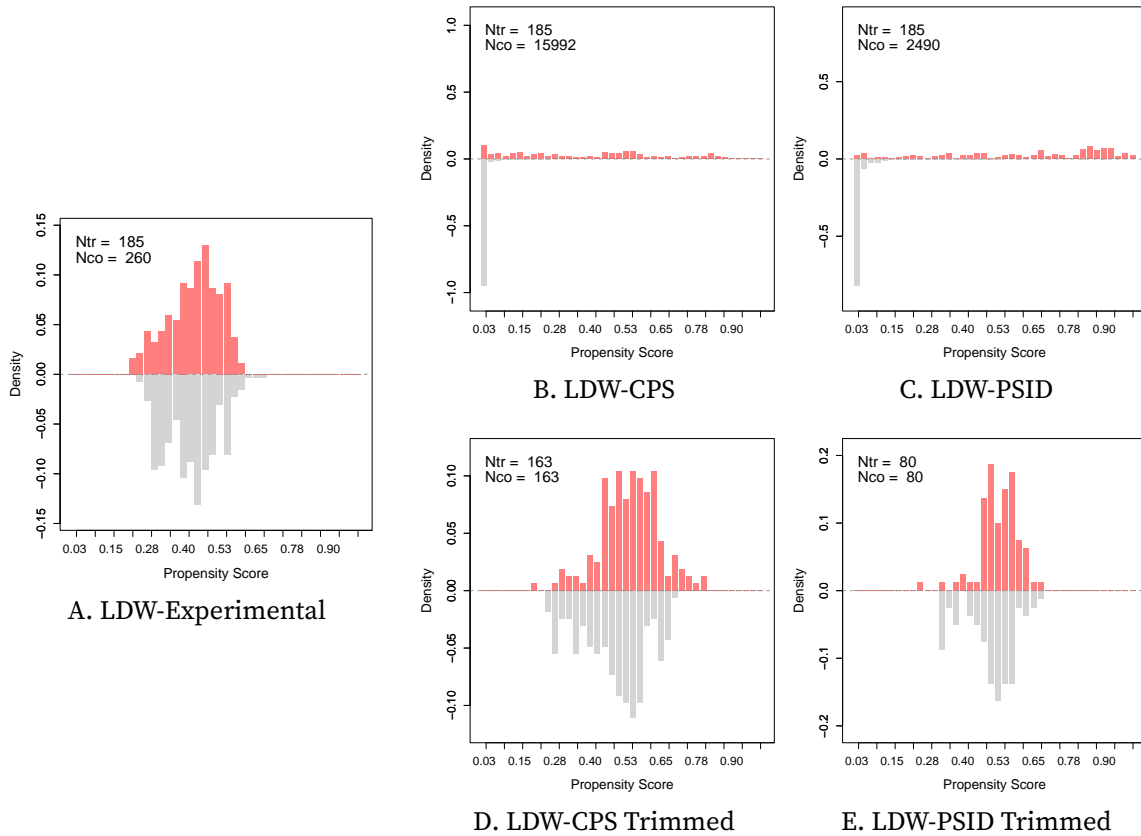 Ntr = 185
Nco = 260
0.15
0.10
0.05
0.00
−0.05
−0.10
−0.15
Density
0.03 0.15 0.28 0.40 0.53 0.65 0.78 0.90
Propensity Score
A. LDW-Experimental
Ntr = 185
Nco = 15992
1.0
0.5
0.0
−0.5
−1.0
Density
0.03 0.15 0.28 0.40 0.53 0.65 0.78 0.90
Propensity Score
B. LDW-CPS
Ntr = 185
Nco = 2490
0.5
0.0
−0.5
Density
0.03 0.15 0.28 0.40 0.53 0.65 0.78 0.90
Propensity Score
C. LDW-PSID
Ntr = 163
Nco = 163
0.10
0.05
0.00
−0.05
−0.10
Density
0.03 0.15 0.28 0.40 0.53 0.65 0.78 0.90
Propensity Score
D. LDW-CPS Trimmed
Ntr = 80
Nco = 80
0.2
0.1
0.0
−0.1
−0.2
Density
0.03 0.15 0.28 0.40 0.53 0.65 0.78 0.90
Propensity Score
E. LDW-PSID Trimmed